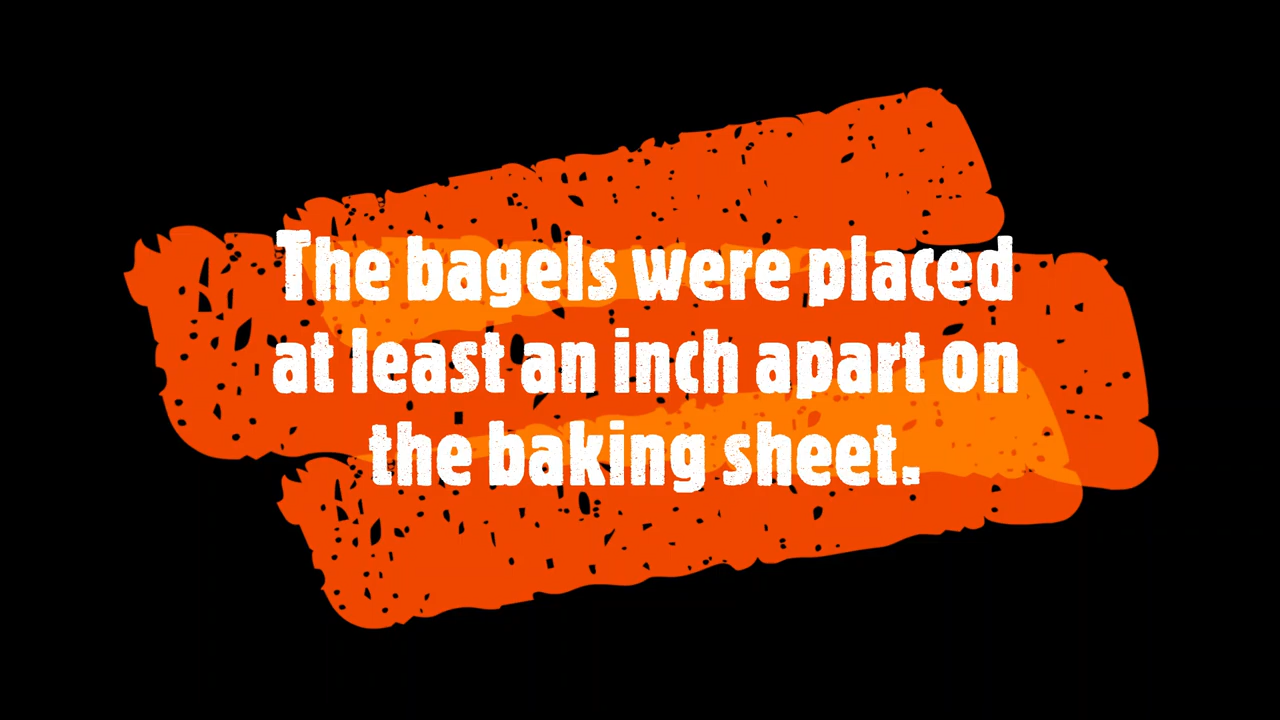 The bagels were placed
at least an inch apart on
the baking sheet.